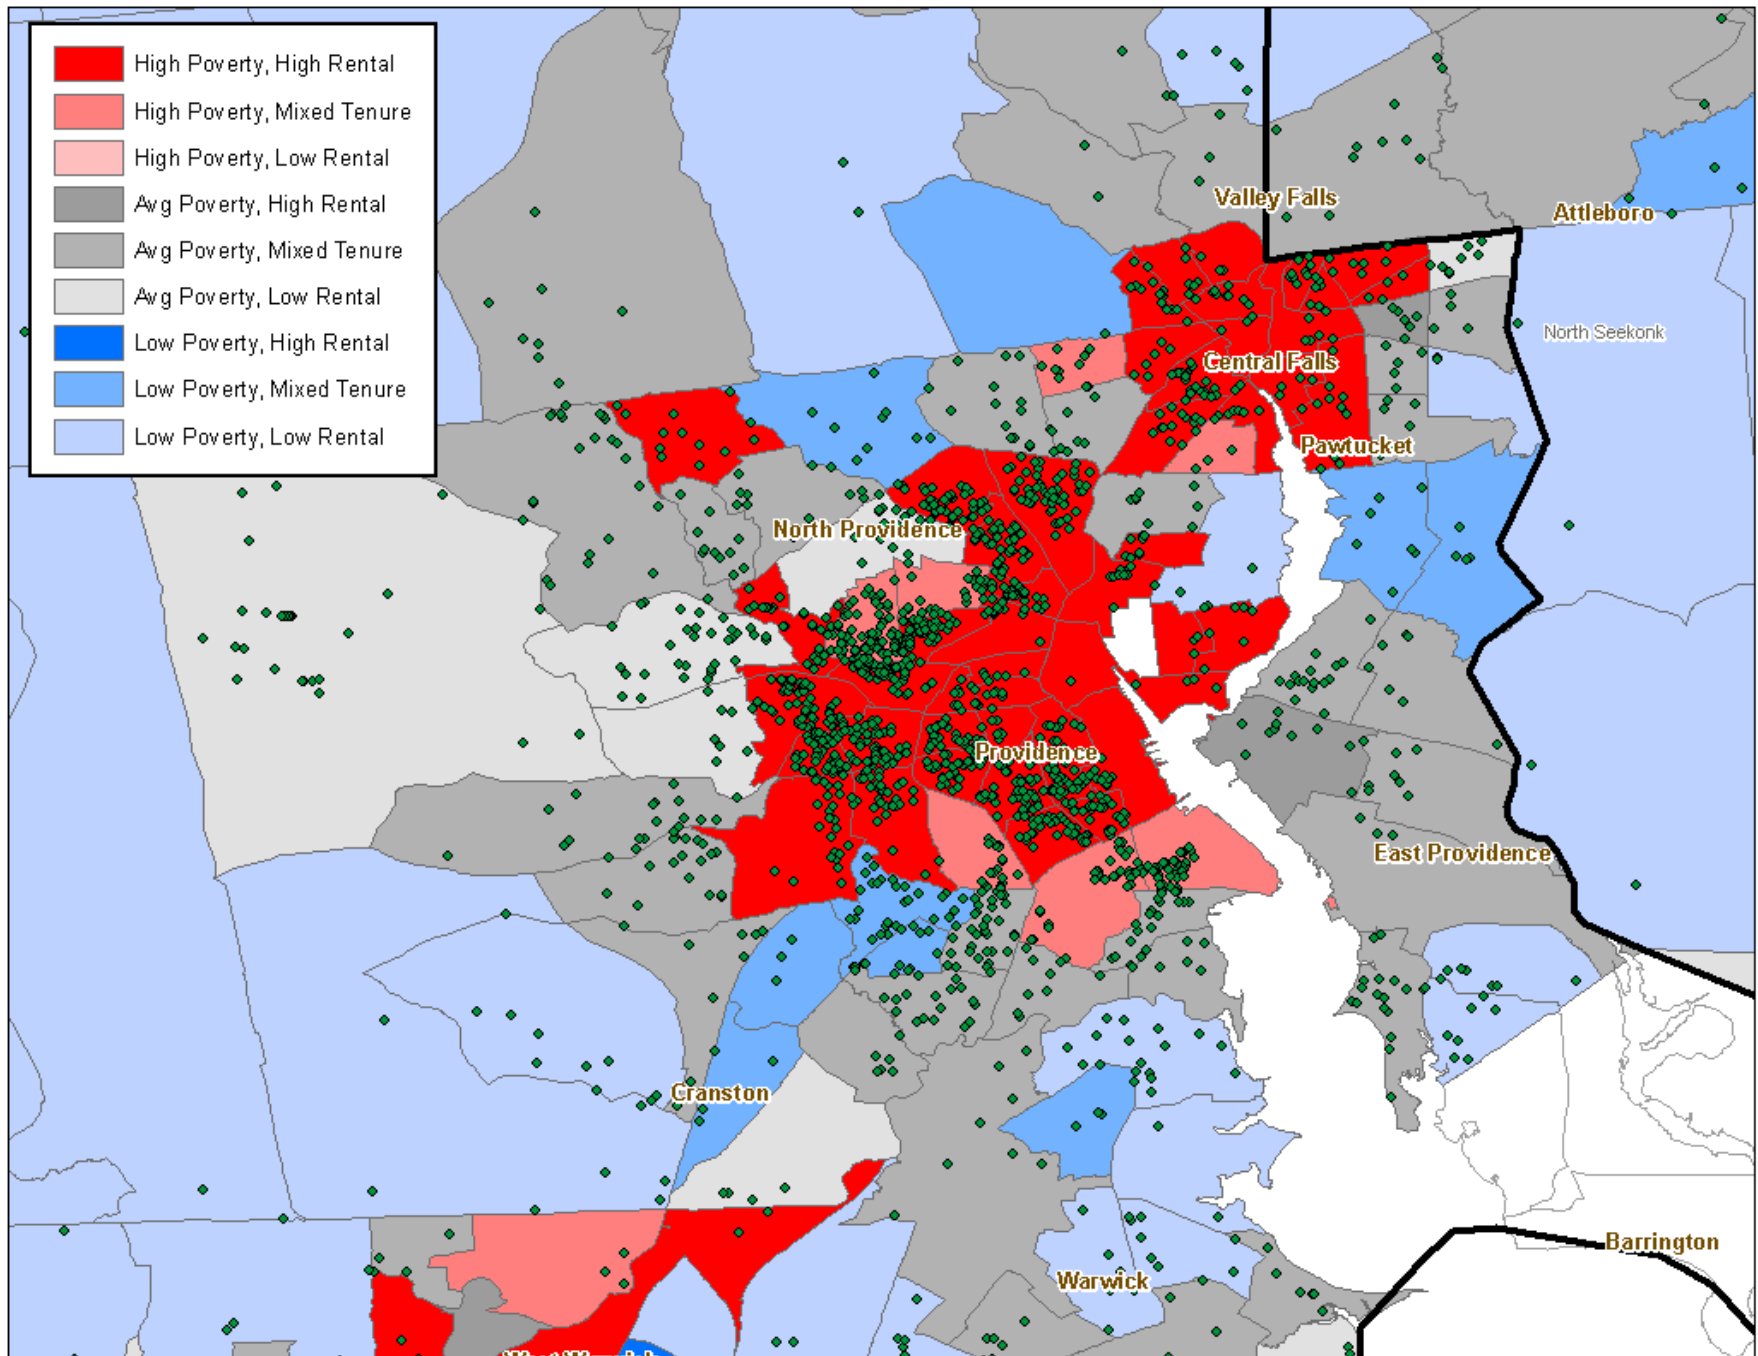 High Poverty, High Rental
High Poverty, Mixed Tenure
High Poverty, Low Rental
Avg Poverty, High Rental
Avg Poverty, Mixed Tenure
Avg Poverty, Low Rental
Low Poverty, High Rental
Low Poverty, Mixed Tenure
Low Poverty, Low Rental
Valley Falls
Attleboro
North Seekonk
Central Falls
Pawtucket
North Providence
Providence
East Providence
Cranston
Barrington
Warwick